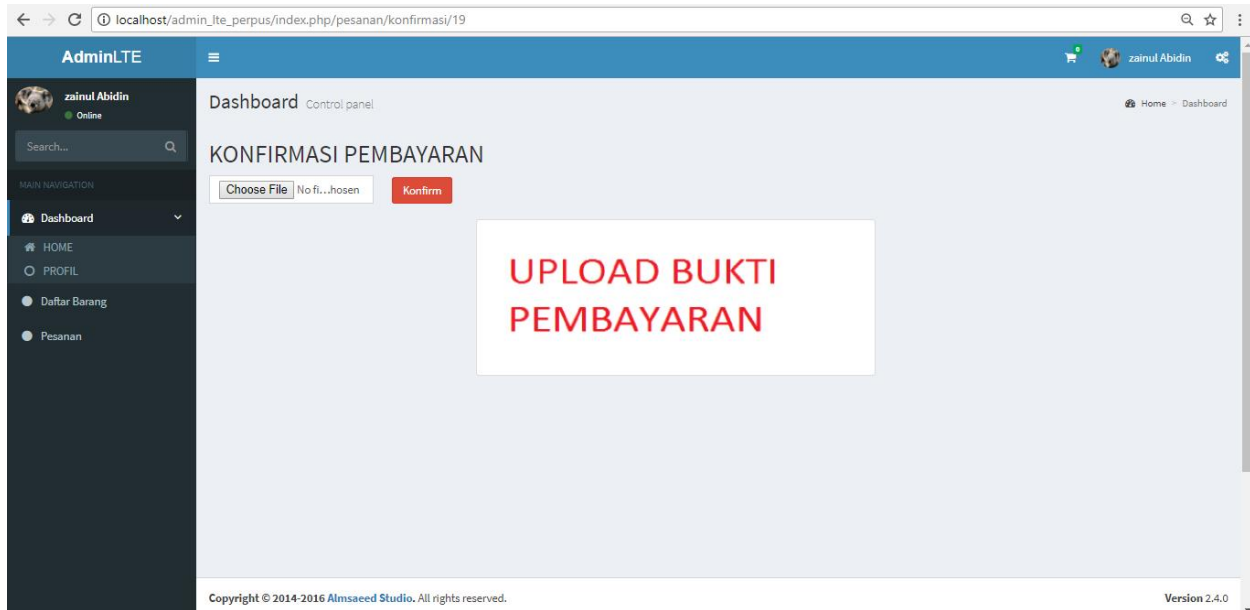 localhost/admin_lte_perpus/index.php/pesanan/konfirmasi/19
AdminLTE
0
zainul Abidin
zainul Abidin
Online
Dashboard Control panel
Home > Dashboard
Search...
KONFIRMASI PEMBAYARAN
MAIN NAVIGATION
Choose File No fi...hosen
Konfirm
Dashboard
HOME
PROFIL
Daftar Barang
Pesanan
UPLOAD BUKTI
PEMBAYARAN
Copyright © 2014-2016 Almsaeed Studio. All rights reserved.
Version 2.4.0